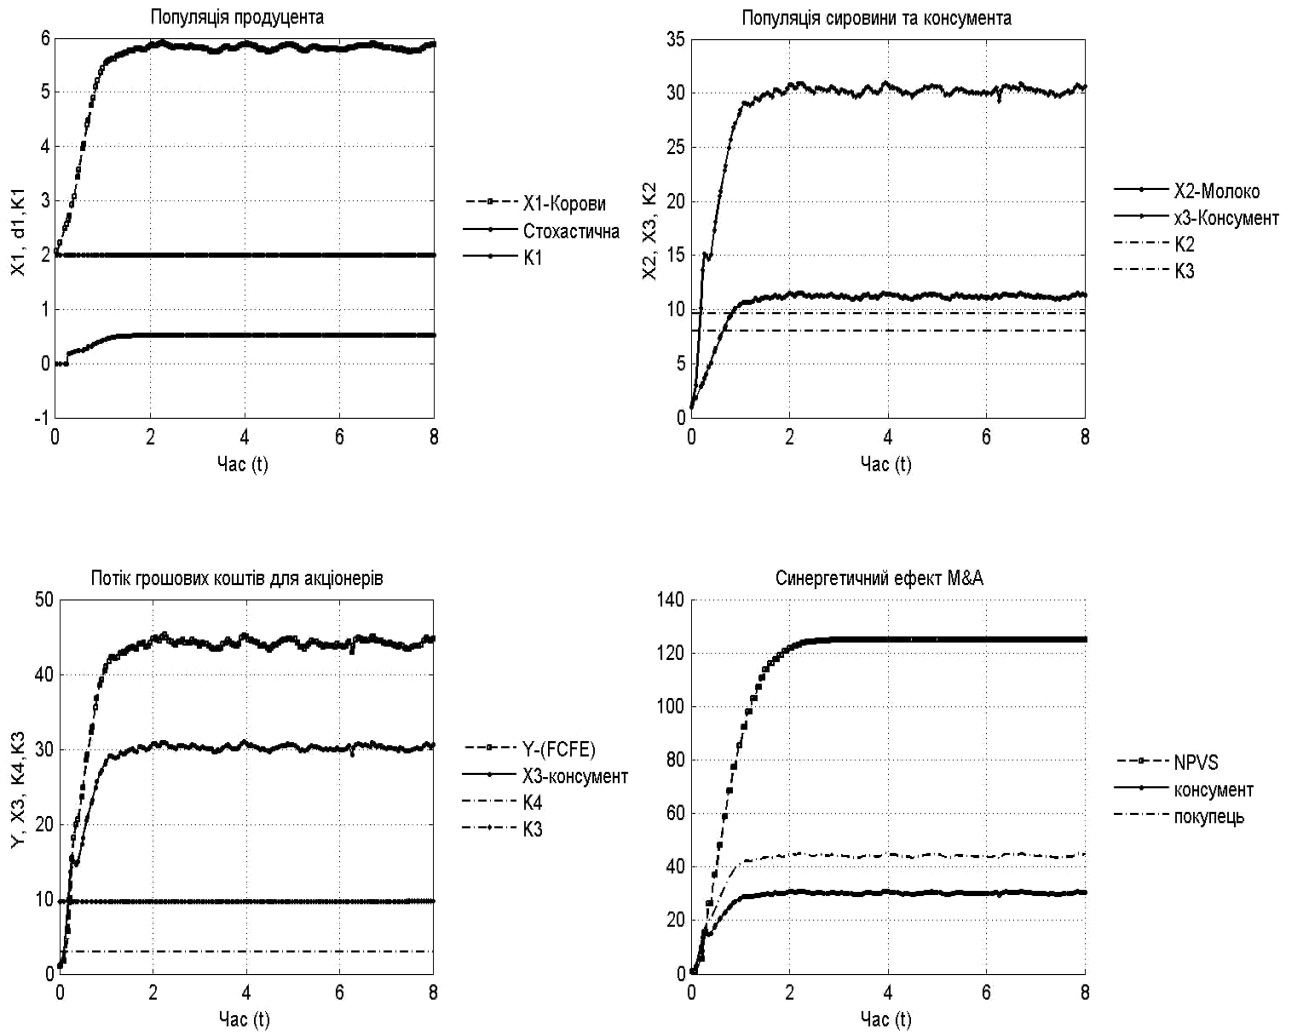 Популяція продуцента
6
5
4
3
2
1
0
-1
X1, d1,K1
0 2 4 6 8
Час (t)
X1-Корови
Стохастична
K1
Популяція сировини та консумента
35
30
25
20
15
10
5
0
X2, X3, K2
0 2 4 6 8
Час (t)
X2-Молоко
x3-Консумент
K2
K3
Потік грошових коштів для акціонерів
50
40
30
20
10
0
Y, X3, K4,K3
0 2 4 6 8
Час (t)
Y-(FCFE)
X3-консумент
K4
K3
Синергетичний ефект M&A
140
120
100
80
60
40
20
0
0 2 4 6 8
Час (t)
NPVS
консумент
покупець